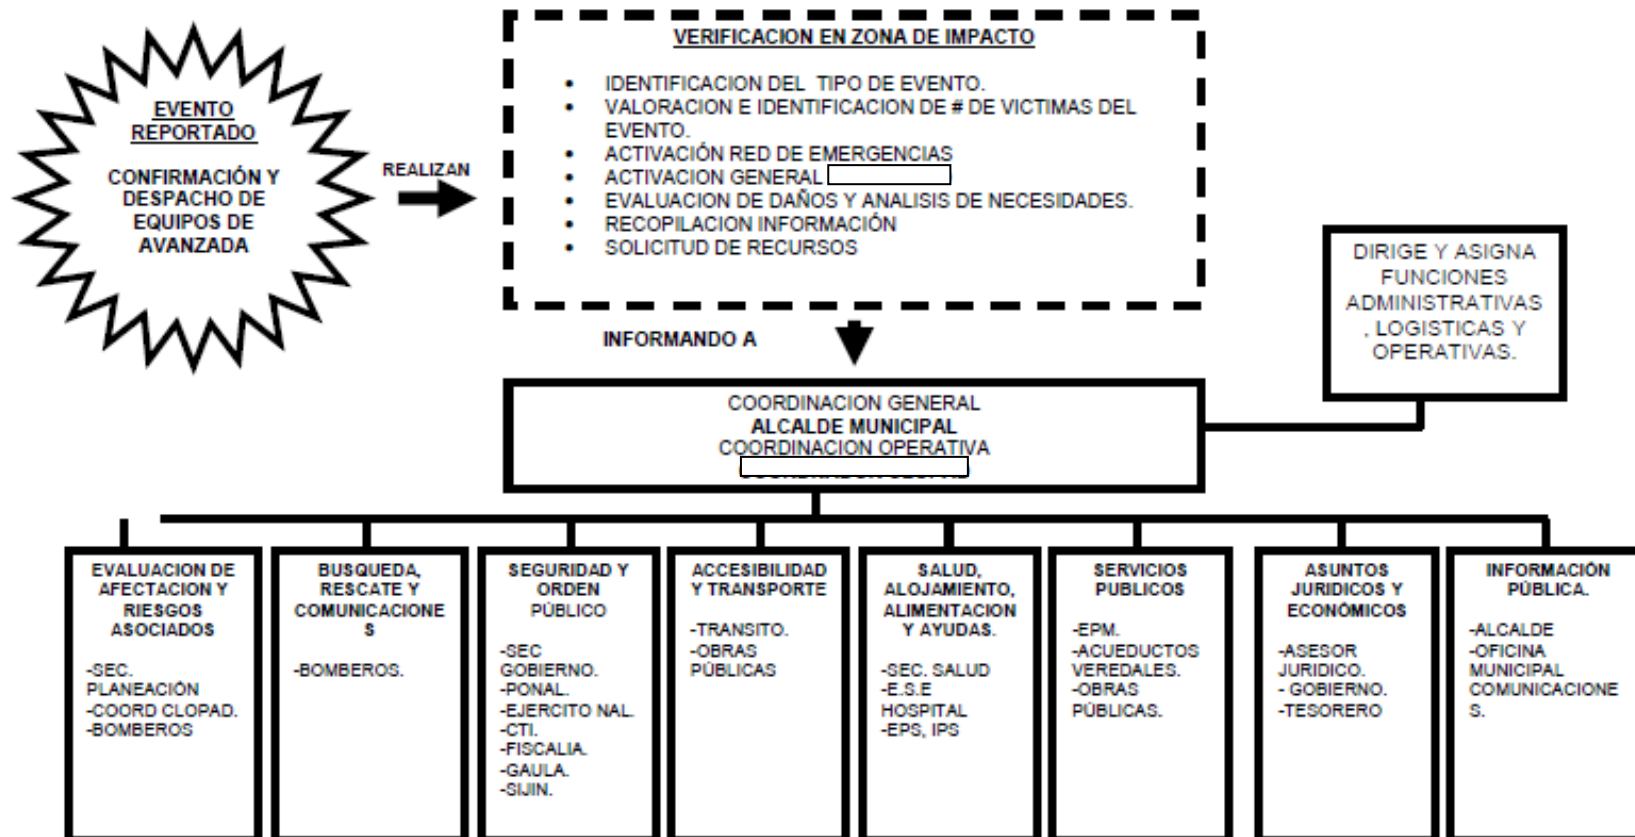 EVENTO
REPORTADO
CONFIRMACIÓN Y
DESPACHO DE
EQUIPOS DE
AVANZADA
REALIZAN
VERIFICACION EN ZONA DE IMPACTO
• IDENTIFICACION DEL TIPO DE EVENTO.
• VALORACION E IDENTIFICACION DE # DE VICTIMAS DEL
EVENTO.
• ACTIVACIÓN RED DE EMERGENCIAS
• ACTIVACION GENERAL
• EVALUACION DE DAÑOS Y ANALISIS DE NECESIDADES.
• RECOPILACION INFORMACIÓN
• SOLICITUD DE RECURSOS
INFORMANDO A
DIRIGE Y ASIGNA
FUNCIONES
ADMINISTRATIVAS
, LOGISTICAS Y
OPERATIVAS.
COORDINACION GENERAL
ALCALDE MUNICIPAL
COORDINACION OPERATIVA
EVALUACION DE
AFECTACION Y
RIESGOS
ASOCIADOS
-SEC.
PLANEACIÓN
-COORD CLOPAD.
-BOMBEROS
BUSQUEDA,
RESCATE Y
COMUNICACIONE
S
-BOMBEROS.
SEGURIDAD Y
ORDEN
PÚBLICO
-SEC
GOBIERNO.
-PONAL.
-EJERCITO NAL.
-CTI.
-FISCALIA.
-GAULA.
-SIJIN.
ACCESIBILIDAD
Y TRANSPORTE
-TRANSITO.
-OBRAS
PÚBLICAS
SALUD,
ALOJAMIENTO,
ALIMENTACION
Y AYUDAS.
-SEC. SALUD
-E.S.E
HOSPITAL
-EPS, IPS
SERVICIOS
PUBLICOS
-EPM.
-ACUEDUCTOS
VEREDALES.
-OBRAS
PÚBLICAS.
ASUNTOS
JURIDICOS Y
ECONÓMICOS
-ASESOR
JURIDICO.
- GOBIERNO.
-TESORERO
INFORMACIÓN
PÚBLICA.
-ALCALDE
-OFICINA
MUNICIPAL
COMUNICACIONE
S.